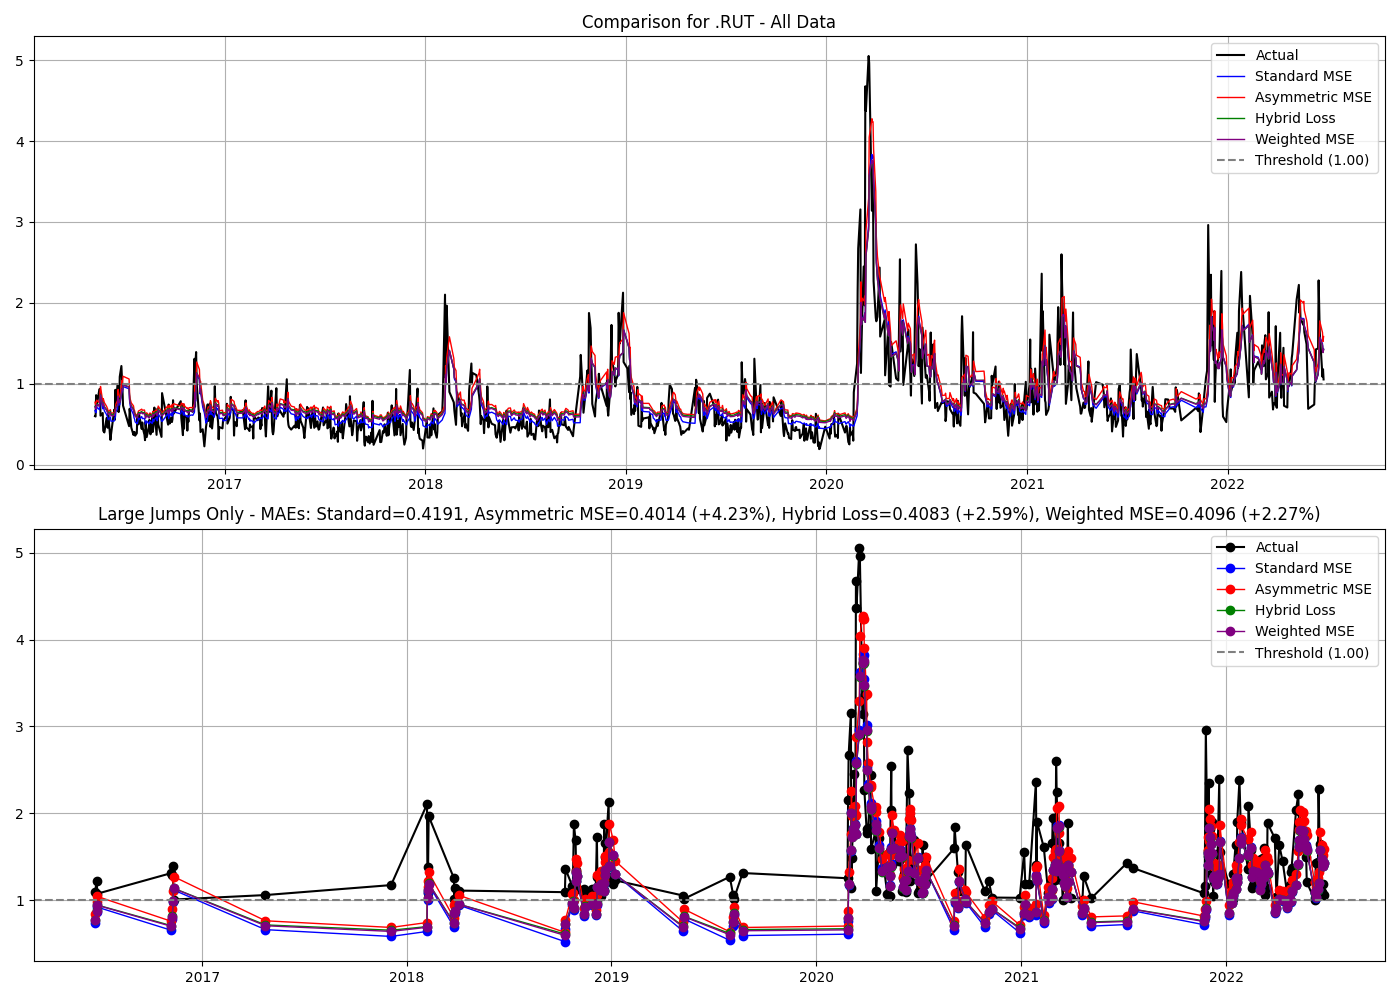 Comparison for .RUT - All Data
5
4
3
2
1
0
Actual
Standard MSE
Asymmetric MSE
Hybrid Loss
Weighted MSE
Threshold (1.00)
2017 2018 2019 2020 2021 2022
Large Jumps Only - MAEs: Standard=0.4191, Asymmetric MSE=0.4014 (+4.23%), Hybrid Loss=0.4083 (+2.59%), Weighted MSE=0.4096 (+2.27%)
5
4
3
2
1
Actual
Standard MSE
Asymmetric MSE
Hybrid Loss
Weighted MSE
Threshold (1.00)
2017 2018 2019 2020 2021 2022